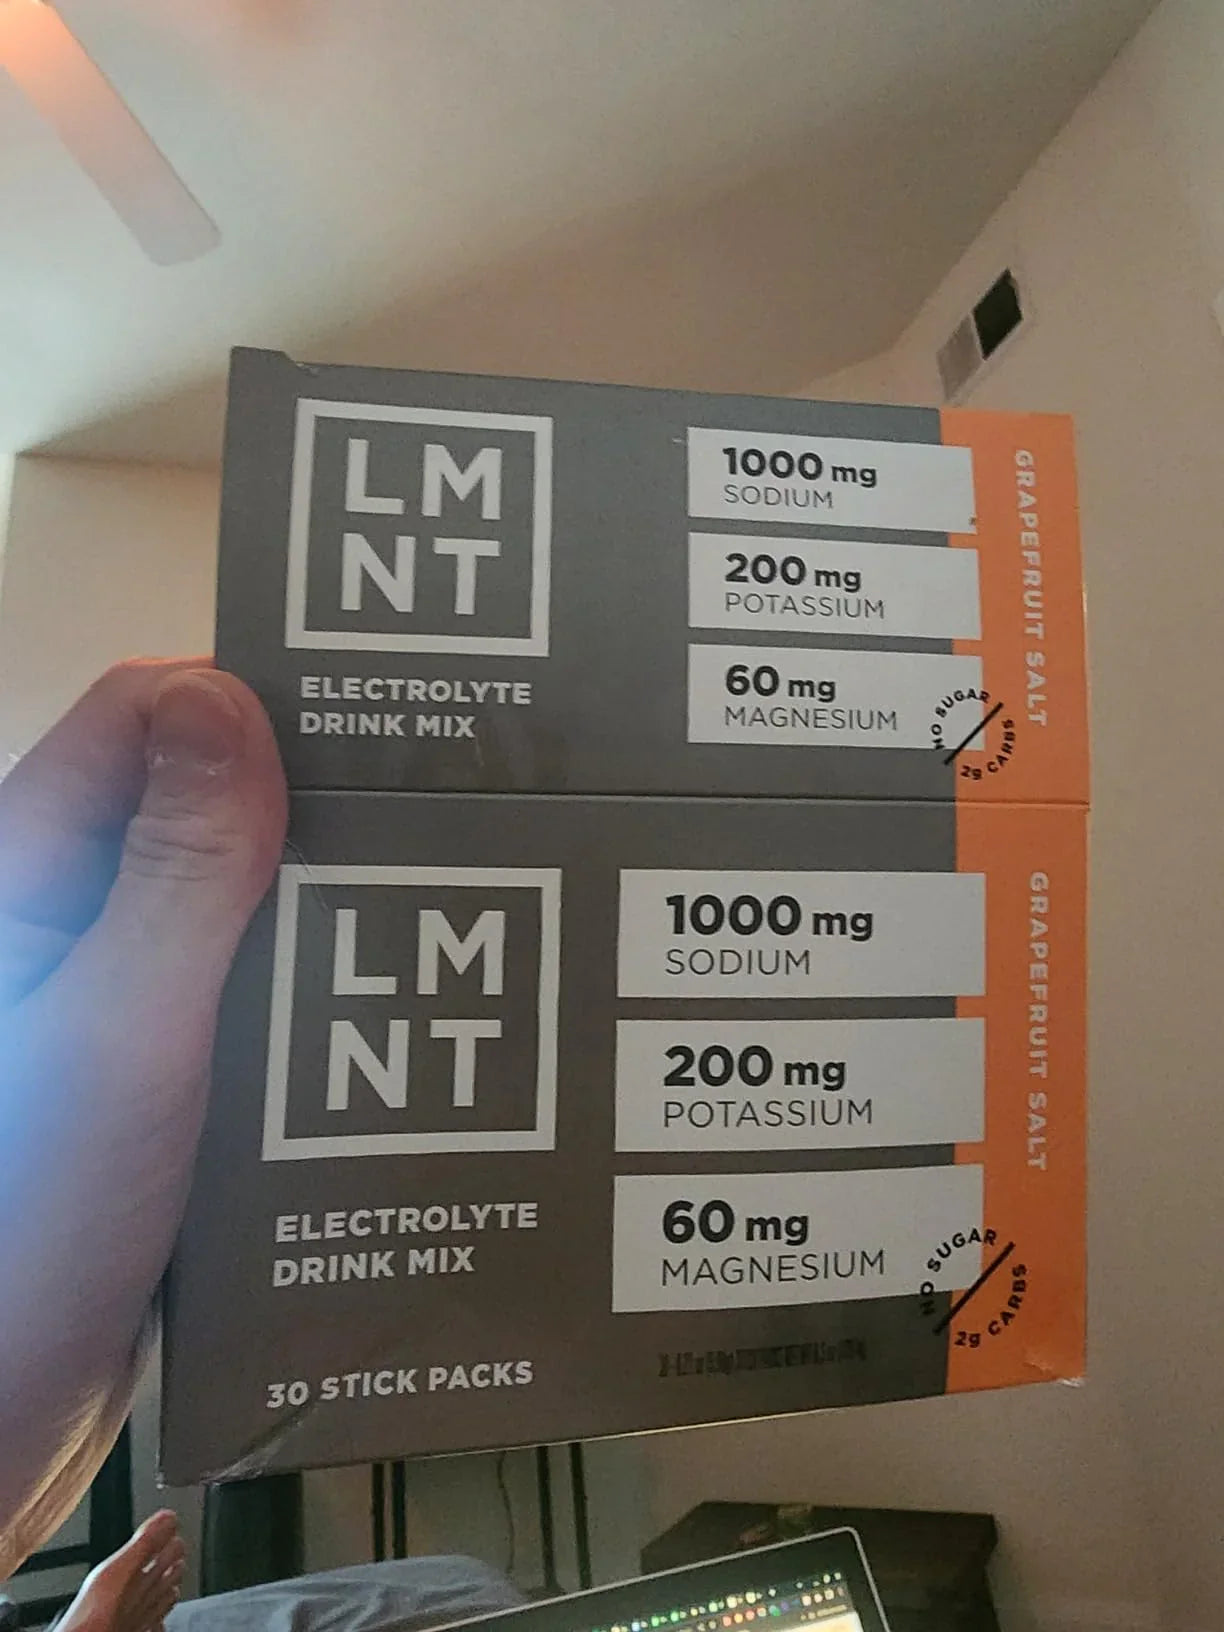 LM
NT
ELECTROLYTE
DRINK MIX
1000 mg
SODIUM
200 mg
POTASSIUM
60 mg
MAGNESIUM
NO SUGAR
2g CARBS
GRAPEFRUIT SALT
LM
NT
ELECTROLYTE
DRINK MIX
30 STICK PACKS
1000 mg
SODIUM
200 mg
POTASSIUM
60 mg
MAGNESIUM
NO SUGAR
2g CARBS
GRAPEFRUIT SALT